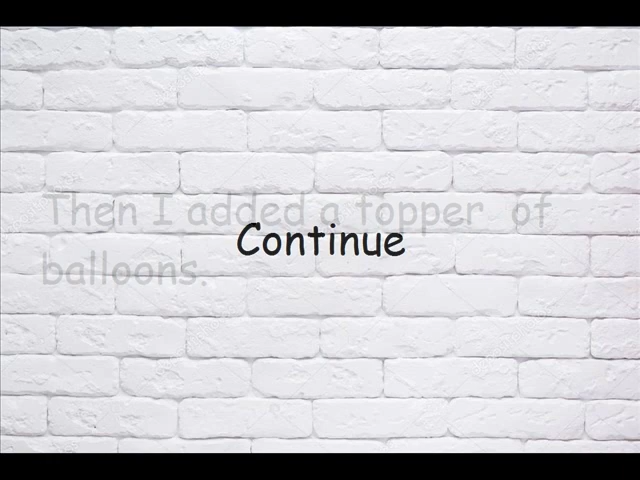 Then I added a topper of
Continue
balloons.